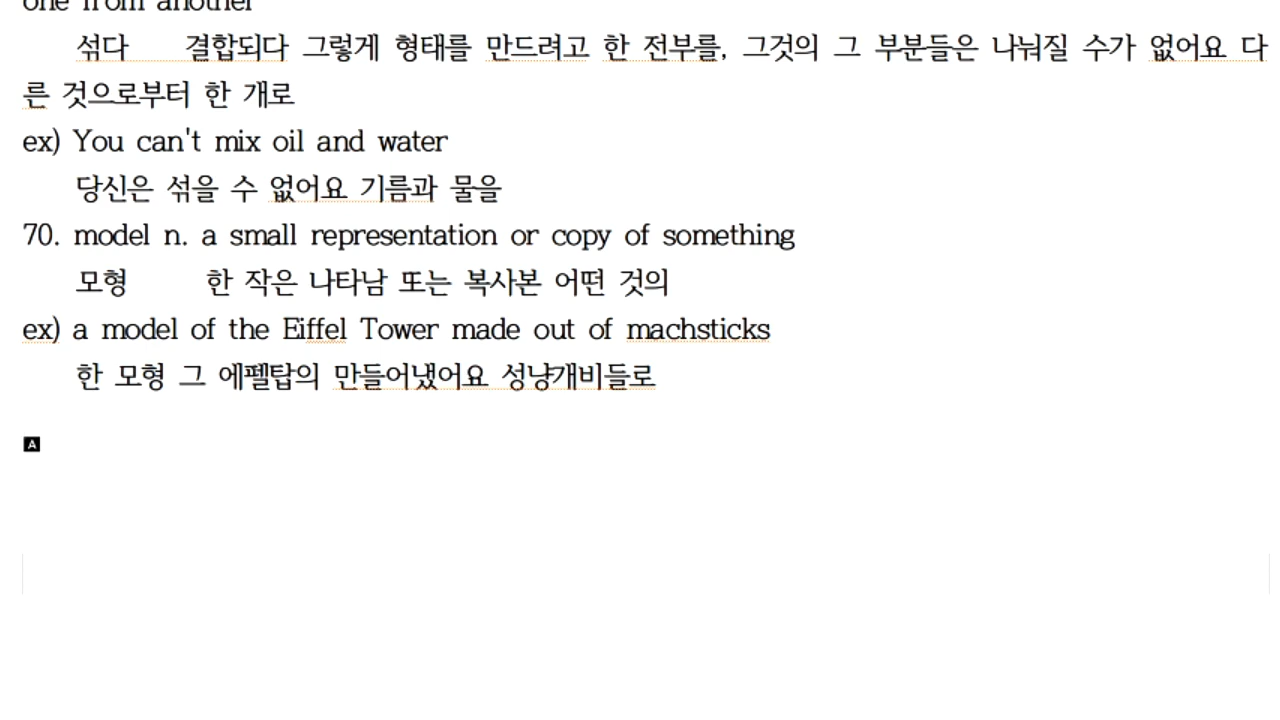 one from another
섞다 결합되다 그렇게 형태를 만드려고 한 전부를, 그것의 그 부분들은 나눠질 수가 없어요 다
른 것으로부터 한 개로
ex) You can't mix oil and water
당신은 섞을 수 없어요 기름과 물을
70. model n. a small representation or copy of something
모형 한 작은 나타남 또는 복사본 어떤 것의
ex) a model of the Eiffel Tower made out of machsticks
한 모형 그 에펠탑의 만들어냈어요 성냥개비들로
A